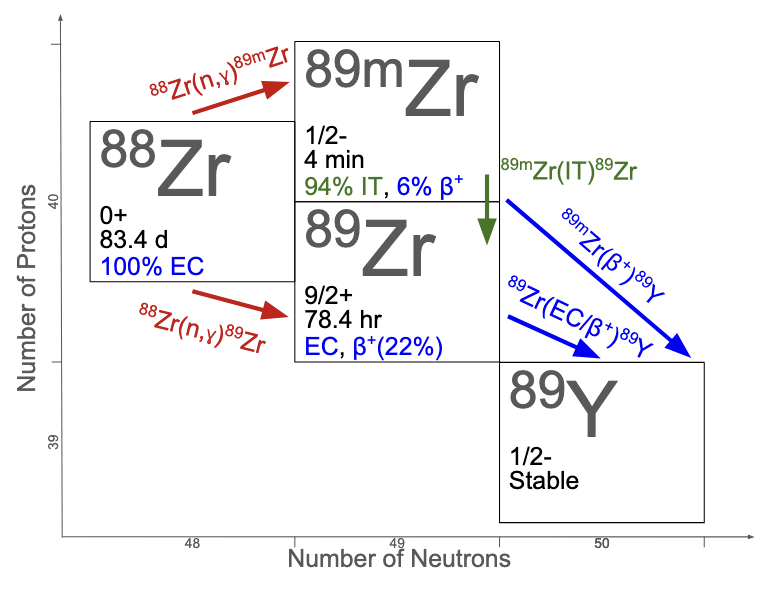 ⁸⁸Zr(n,γ)⁸⁹ᵐZr
⁸⁹ᵐZr
1/2-
4 min
94% IT, 6% β⁺
⁸⁸Zr
0+
83.4 d
100% EC
⁸⁹ᵐZr(IT)⁸⁹Zr
⁸⁹Zr
9/2+
78.4 hr
EC, β⁺(22%)
⁸⁸Zr(n,γ)⁸⁹Zr
⁸⁹ᵐZr(β⁺)⁸⁹Y
⁸⁹Zr(EC/β⁺)⁸⁹Y
⁸⁹Y
1/2-
Stable
Number of Protons
40
39
48
49
50
Number of Neutrons